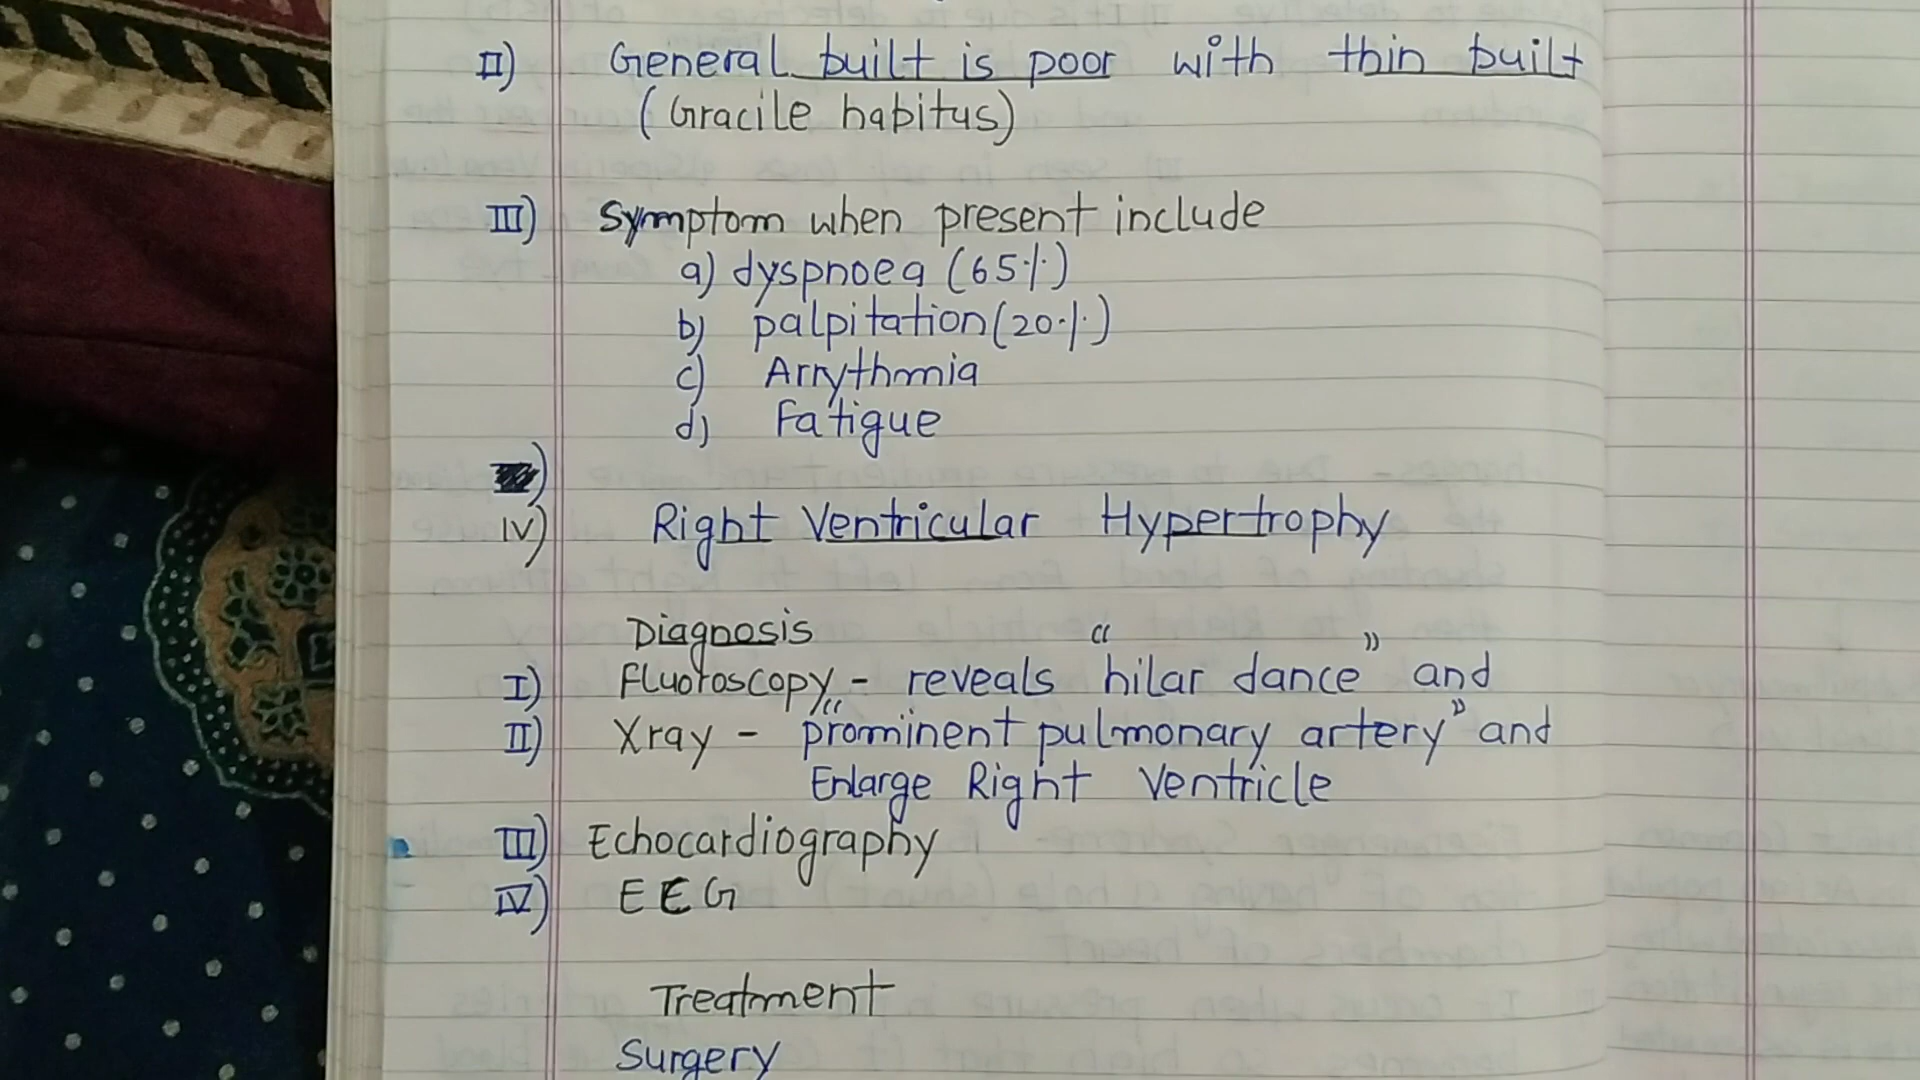 II) General built is poor with thin built
(Gracile habitus)
III) Symptom when present include
a) dyspnoea (65%)
b) palpitation (20%)
c) Arrythmia
d) Fatigue
IV) Right Ventricular Hypertrophy
Diagnosis
I) Fluoroscopy - reveals "hilar dance" and
II) Xray - "prominent pulmonary artery" and
Enlarge Right Ventricle
III) Echocardiography
IV) EEG
Treatment
Surgery